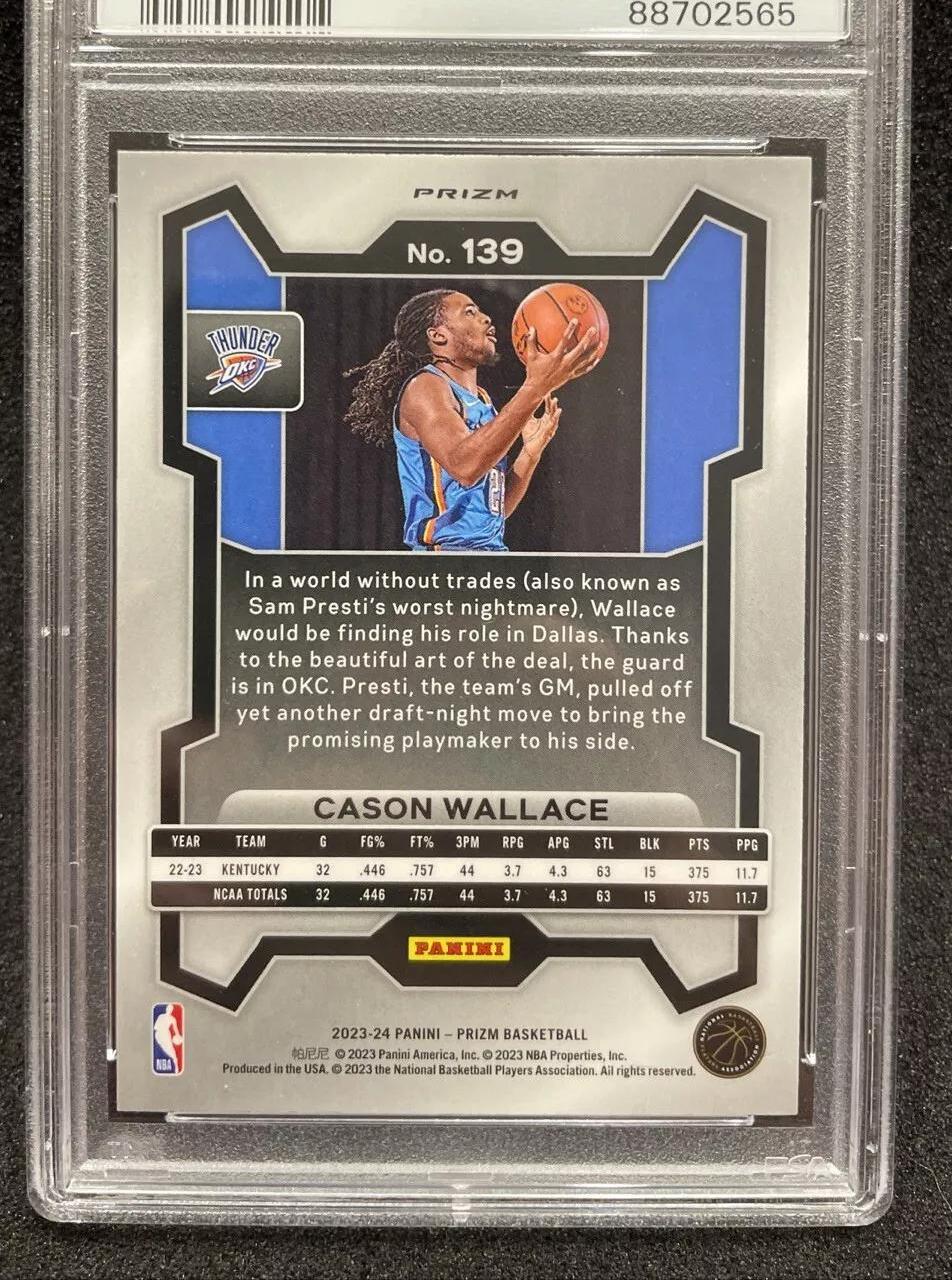 88702565
PRIZM
No. 139
THUNDER
OKC
In a world without trades (also known as
Sam Presti's worst nightmare), Wallace
would be finding his role in Dallas. Thanks
to the beautiful art of the deal, the guard
is in OKC. Presti, the team's GM, pulled off
yet another draft-night move to bring the
promising playmaker to his side.
CASON WALLACE
YEAR TEAM G FG% FT% 3PM RPG APG STL BLK PTS PPG
22-23 KENTUCKY 32 .446 .757 44 3.7 4.3 63 15 375 11.7
NCAA TOTALS 32 .446 .757 44 3.7 4.3 63 15 375 11.7
PANINI
2023-24 PANINI – PRIZM BASKETBALL
帕尼尼 © 2023 Panini America, Inc. © 2023 NBA Properties, Inc.
Produced in the USA. © 2023 the National Basketball Players Association. All rights reserved.
NBA
NATIONAL BASKETBALL PLAYERS ASSOCIATION
PSA